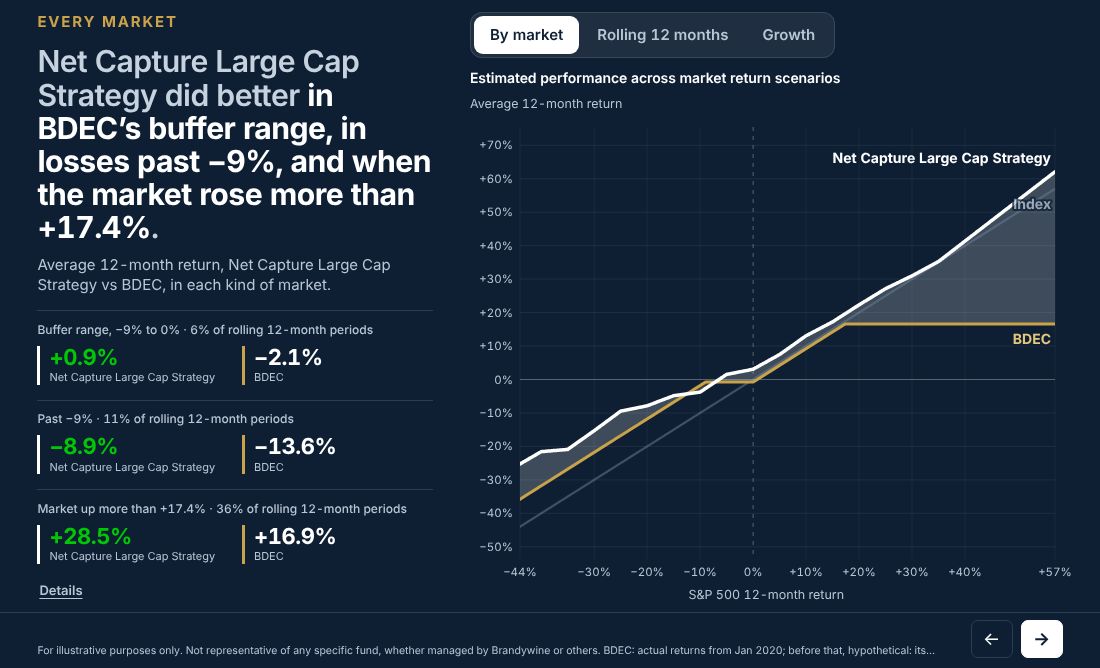 EVERY MARKET
Net Capture Large Cap
Strategy did better in
BDEC’s buffer range, in
losses past −9%, and when
the market rose more than
+17.4%.
Average 12-month return, Net Capture Large Cap
Strategy vs BDEC, in each kind of market.
Buffer range, −9% to 0% · 6% of rolling 12-month periods
+0.9%
Net Capture Large Cap Strategy
−2.1%
BDEC
Past −9% · 11% of rolling 12-month periods
−8.9%
Net Capture Large Cap Strategy
−13.6%
BDEC
Market up more than +17.4% · 36% of rolling 12-month periods
+28.5%
Net Capture Large Cap Strategy
+16.9%
BDEC
Details
By market
Rolling 12 months
Growth
Estimated performance across market return scenarios
Average 12-month return
+70%
+60%
+50%
+40%
+30%
+20%
+10%
0%
−10%
−20%
−30%
−40%
−50%
Net Capture Large Cap Strategy
Index
BDEC
−44%
−30%
−20%
−10%
0%
+10%
+20%
+30%
+40%
+57%
S&P 500 12-month return
For illustrative purposes only. Not representative of any specific fund, whether managed by Brandywine or others. BDEC: actual returns from Jan 2020; before that, hypothetical: its...